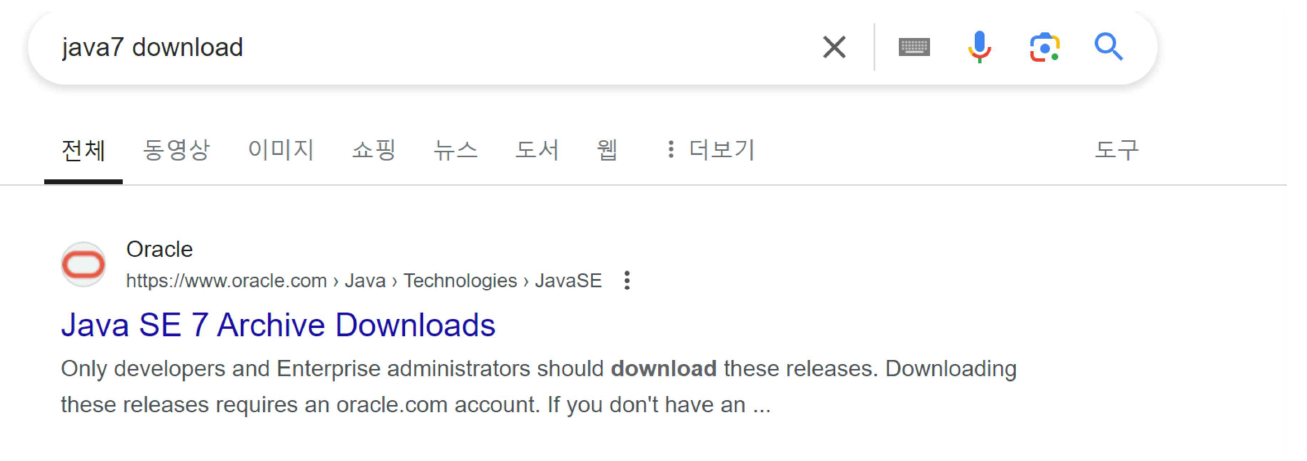 java7 download
전체 동영상 이미지 쇼핑 뉴스 도서 웹 더보기 도구
Oracle
https://www.oracle.com › Java › Technologies › JavaSE
Java SE 7 Archive Downloads
Only developers and Enterprise administrators should download these releases. Downloading
these releases requires an oracle.com account. If you don't have an ...